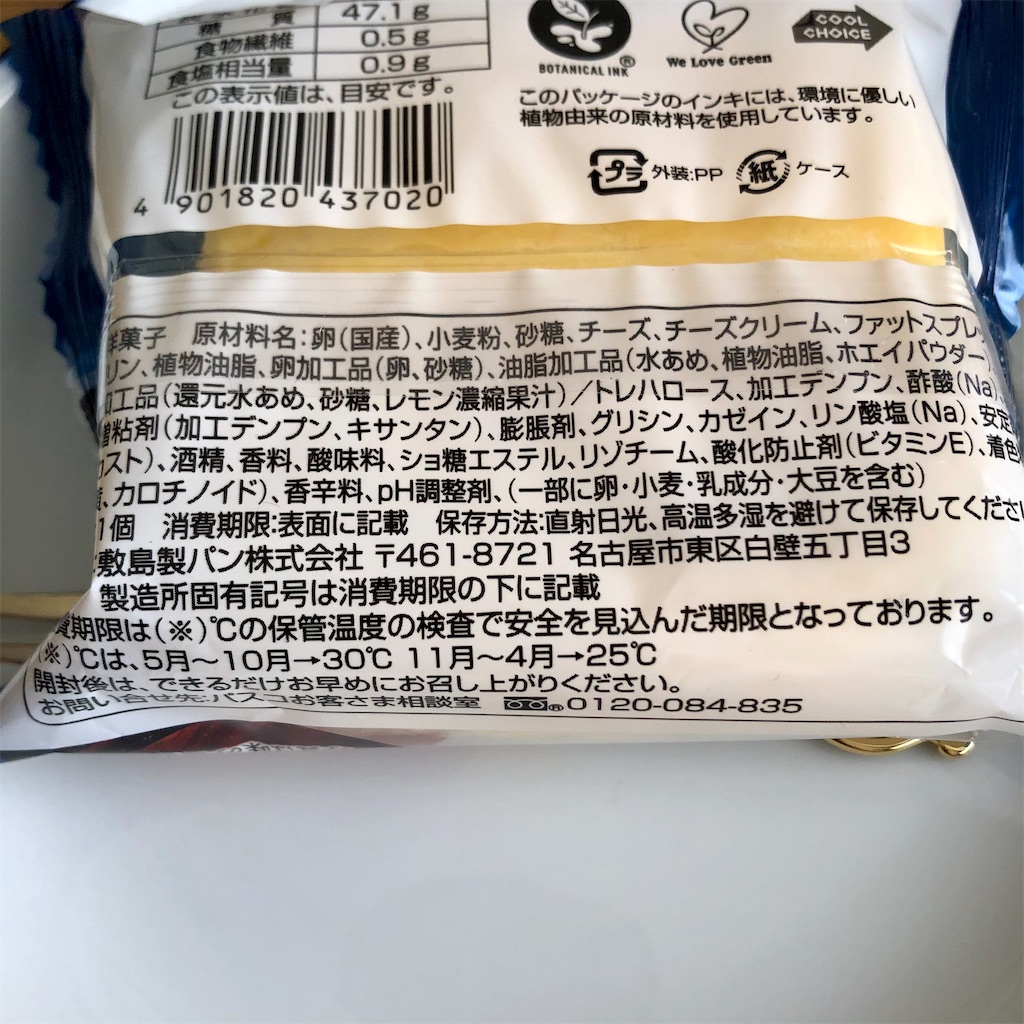 糖質 47.1g
食物繊維 0.5g
食塩相当量 0.9g
この表示値は、目安です。
4 901820 437020
BOTANICAL INK®
We Love Green
COOL CHOICE
このパッケージのインキには、環境に優しい
植物由来の原材料を使用しています。
プラ 外装:PP 紙 ケース
洋菓子 原材料名:卵(国産)、小麦粉、砂糖、チーズ、チーズクリーム、ファットスプレ
リン、植物油脂、卵加工品(卵、砂糖)、油脂加工品(水あめ、植物油脂、ホエイパウダー)、
工品(還元水あめ、砂糖、レモン濃縮果汁)/トレハロース、加工デンプン、酢酸(Na)、
増粘剤(加工デンプン、キサンタン)、膨脹剤、グリシン、カゼイン、リン酸塩(Na)、安定
スト)、酒精、香料、酸味料、ショ糖エステル、リゾチーム、酸化防止剤(ビタミンE)、着色
、カロチノイド)、香辛料、pH調整剤、(一部に卵・小麦・乳成分・大豆を含む)
1個 消費期限:表面に記載 保存方法:直射日光、高温多湿を避けて保存してくださ
敷島製パン株式会社 〒461-8721 名古屋市東区白壁五丁目3
製造所固有記号は消費期限の下に記載
費期限は(※)℃の保管温度の検査で安全を見込んだ期限となっております。
(※)℃は、5月~10月→30℃ 11月~4月→25℃
開封後は、できるだけお早めにお召し上がりください。
お問い合せ先:パスコお客さま相談室 ®0120-084-835